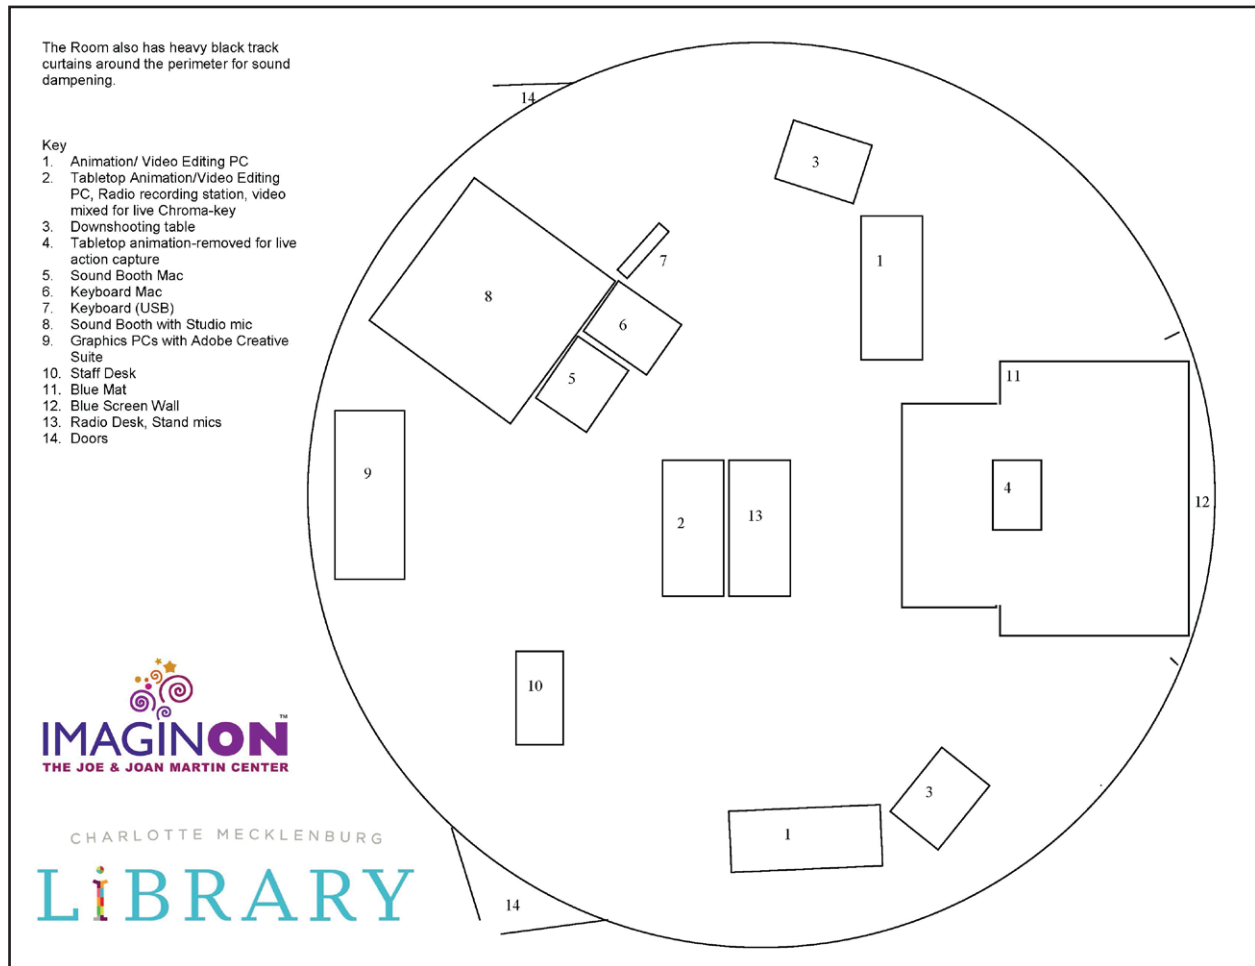 The Room also has heavy black track
curtains around the perimeter for sound
dampening.
Key
1. Animation/ Video Editing PC
2. Tabletop Animation/Video Editing
PC, Radio recording station, video
mixed for live Chroma-key
3. Downshooting table
4. Tabletop animation-removed for live
action capture
5. Sound Booth Mac
6. Keyboard Mac
7. Keyboard (USB)
8. Sound Booth with Studio mic
9. Graphics PCs with Adobe Creative
Suite
10. Staff Desk
11. Blue Mat
12. Blue Screen Wall
13. Radio Desk, Stand mics
14. Doors
14
3
7
1
8
6
5
11
9
4
12
2
13
10
3
1
14
IMAGINON™
THE JOE & JOAN MARTIN CENTER
CHARLOTTE MECKLENBURG
LiBRARY